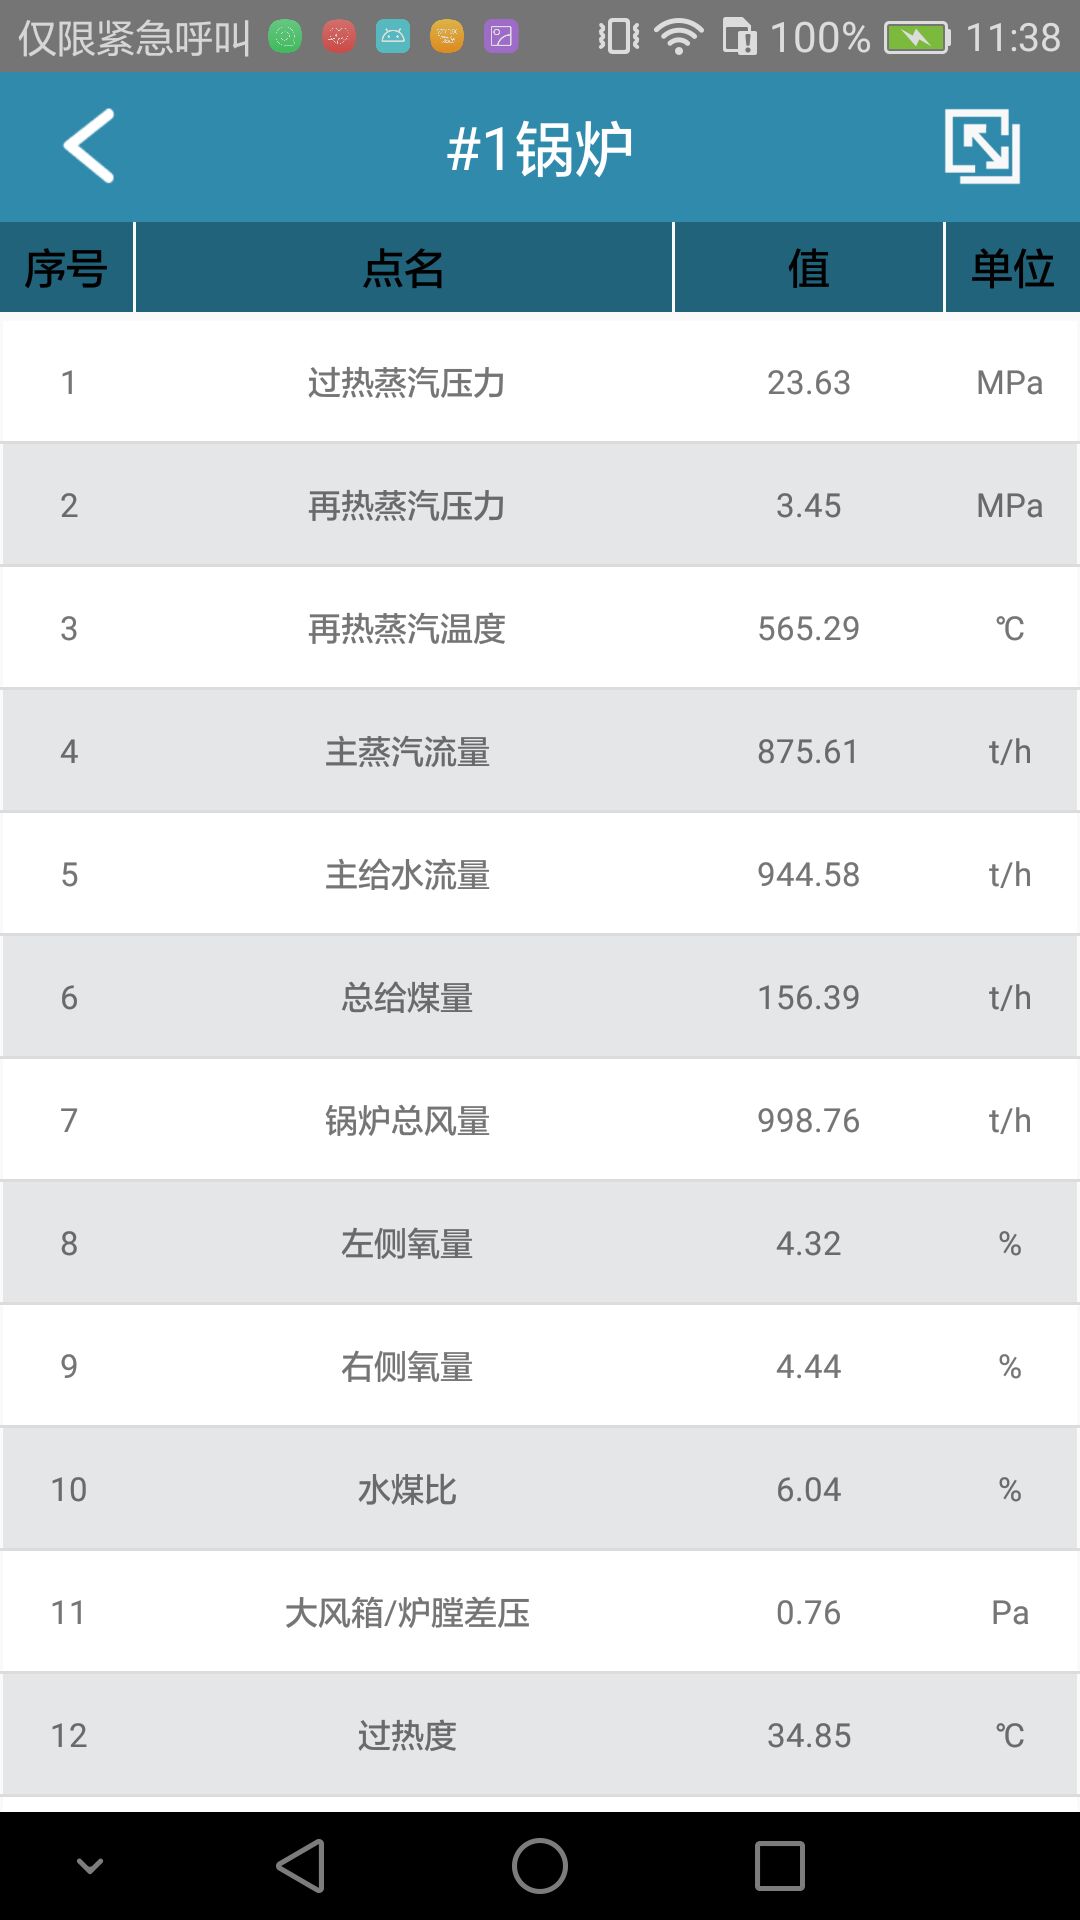 仅限紧急呼叫 100% 11:38
#1锅炉
序号 点名 值 单位
1 过热蒸汽压力 23.63 MPa
2 再热蒸汽压力 3.45 MPa
3 再热蒸汽温度 565.29 ℃
4 主蒸汽流量 875.61 t/h
5 主给水流量 944.58 t/h
6 总给煤量 156.39 t/h
7 锅炉总风量 998.76 t/h
8 左侧氧量 4.32 %
9 右侧氧量 4.44 %
10 水煤比 6.04 %
11 大风箱/炉膛差压 0.76 Pa
12 过热度 34.85 ℃